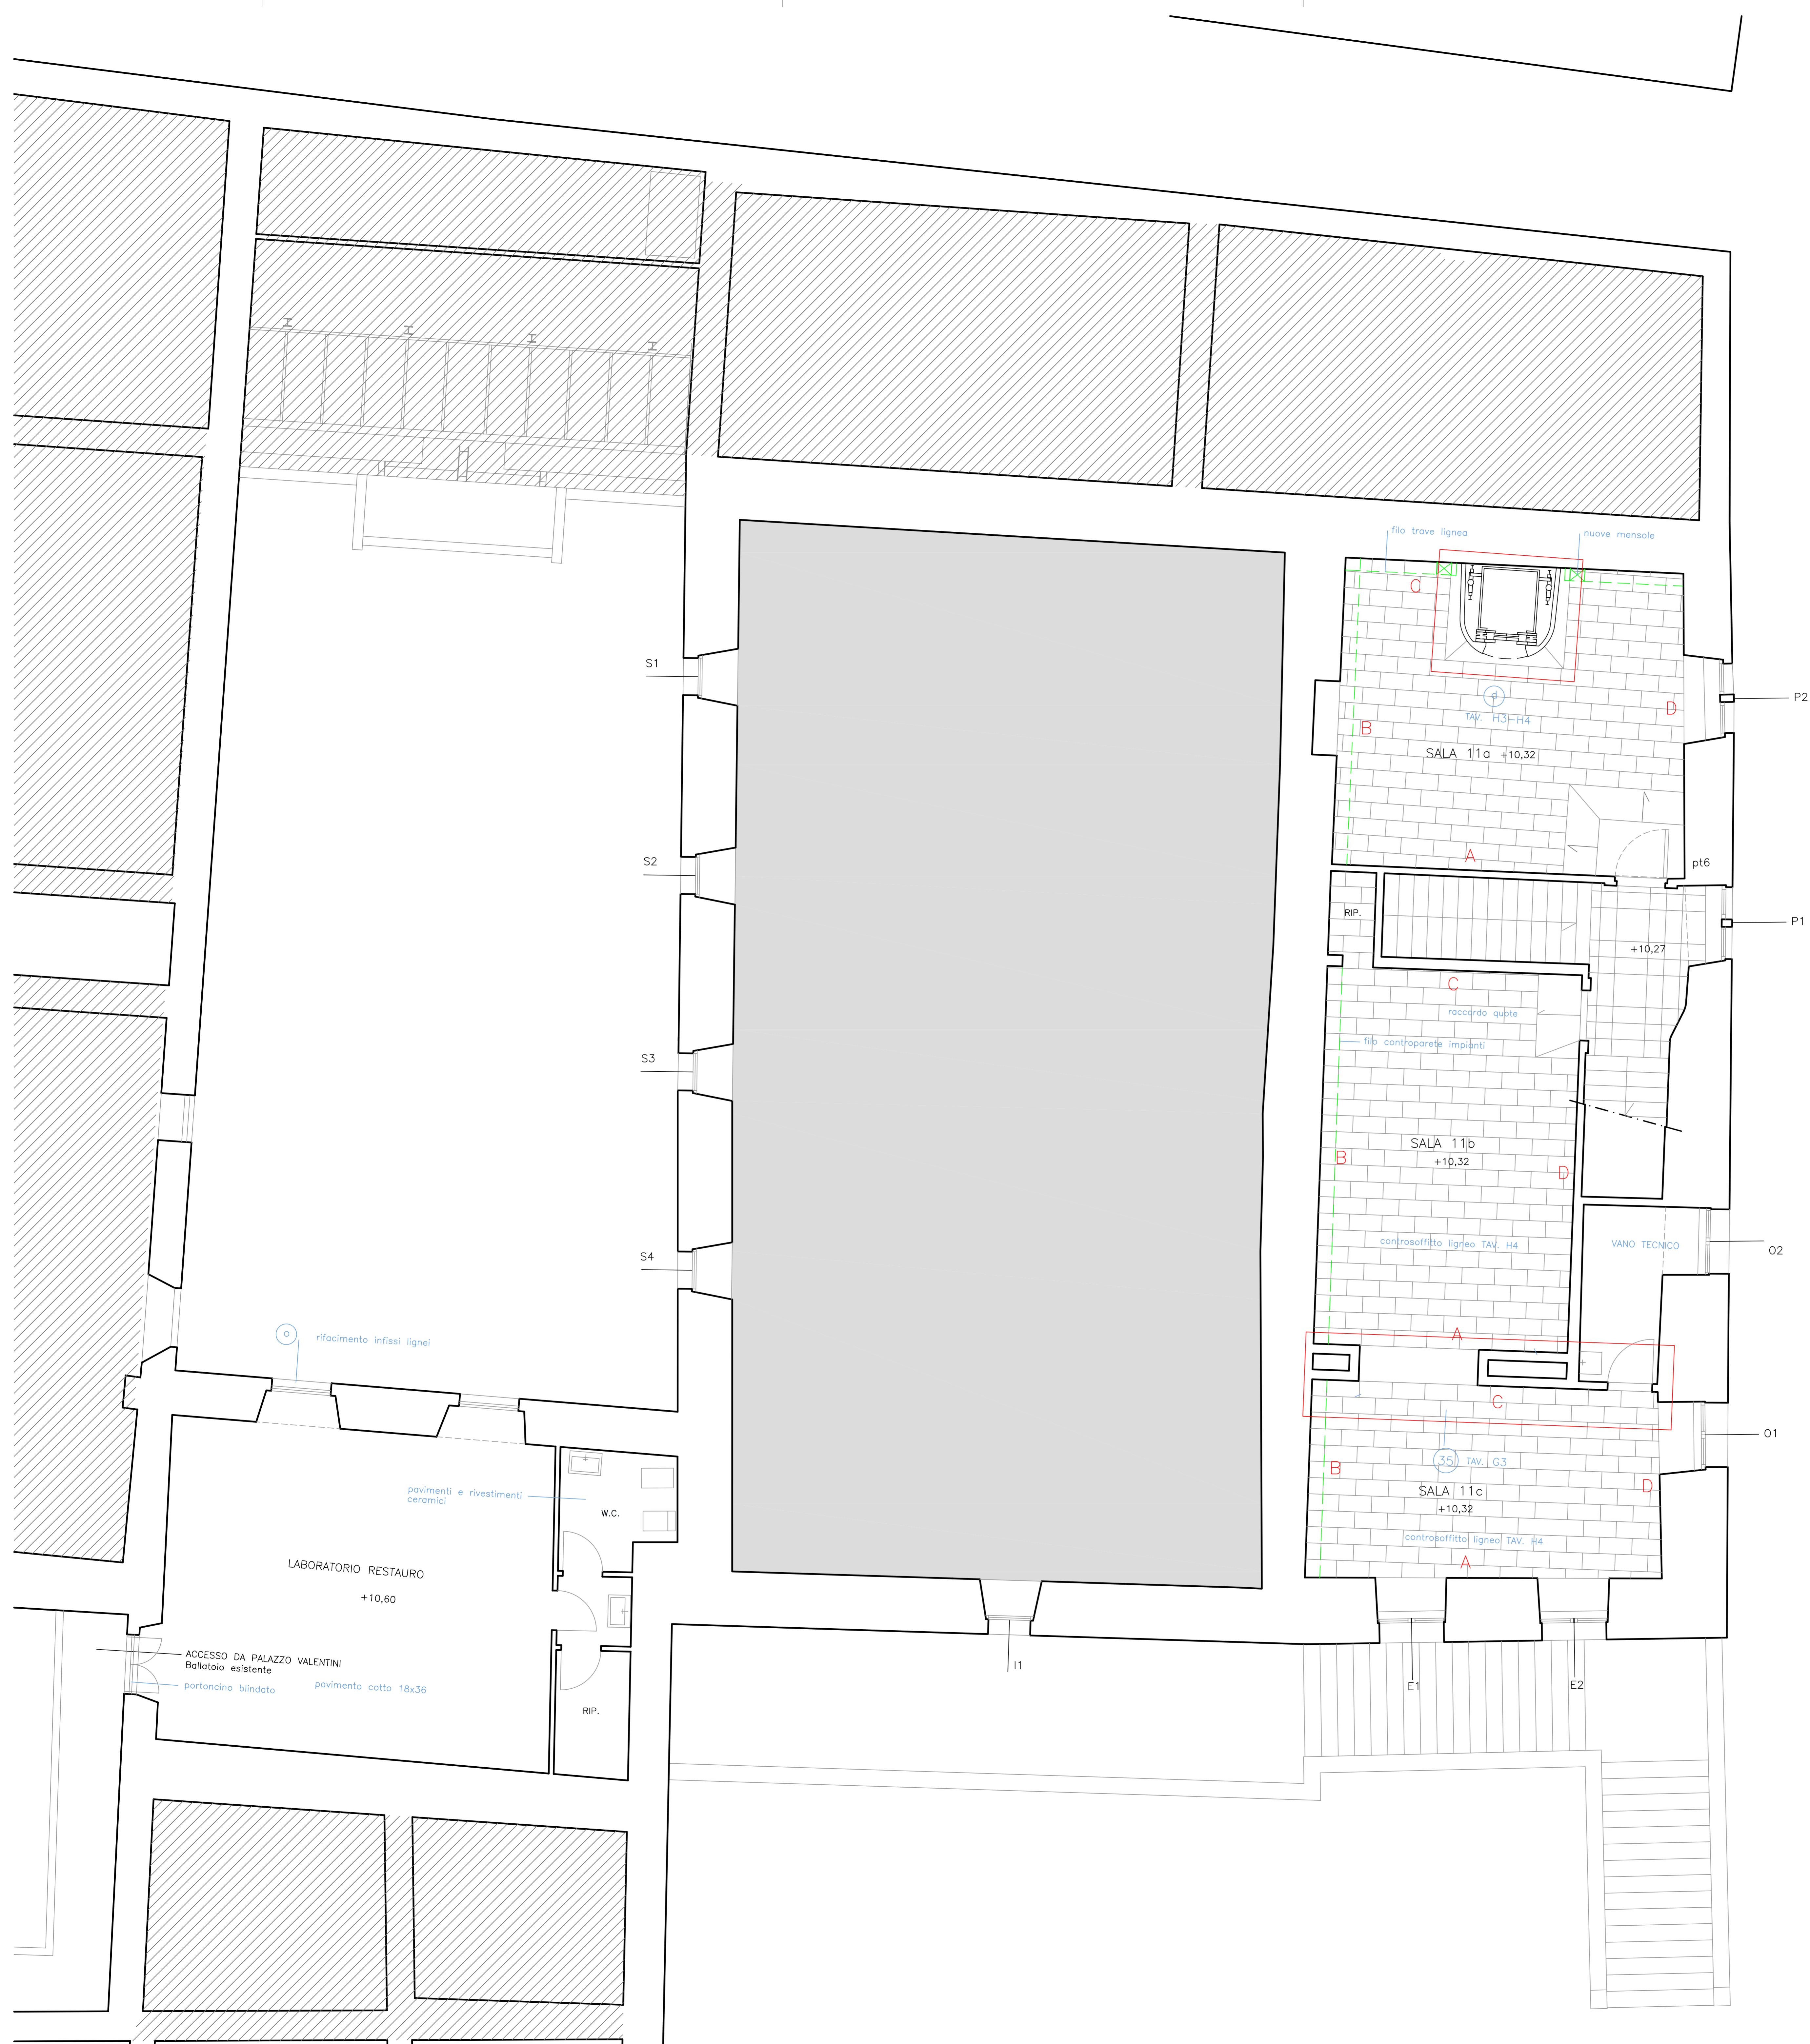 filo trave lignea
nuove mensole
C
S1
P2
d
D
TAV. H3-H4
B
SALA 11a +10,32
A
S2
pt6
RIP.
P1
+10,27
C
raccordo quote
filo controparete impianti
S3
SALA 11b
+10,32
B
D
controsoffitto ligneo TAV. H4
VANO TECNICO
O2
S4
o
rifacimento infissi lignei
A
C
O1
35 TAV. G3
B
D
SALA 11c
+10,32
controsoffitto ligneo TAV. H4
A
pavimenti e rivestimenti
ceramici
W.C.
LABORATORIO RESTAURO
+10,60
ACCESSO DA PALAZZO VALENTINI
Ballatoio esistente
portoncino blindato
pavimento cotto 18x36
RIP.
I1
E1
E2